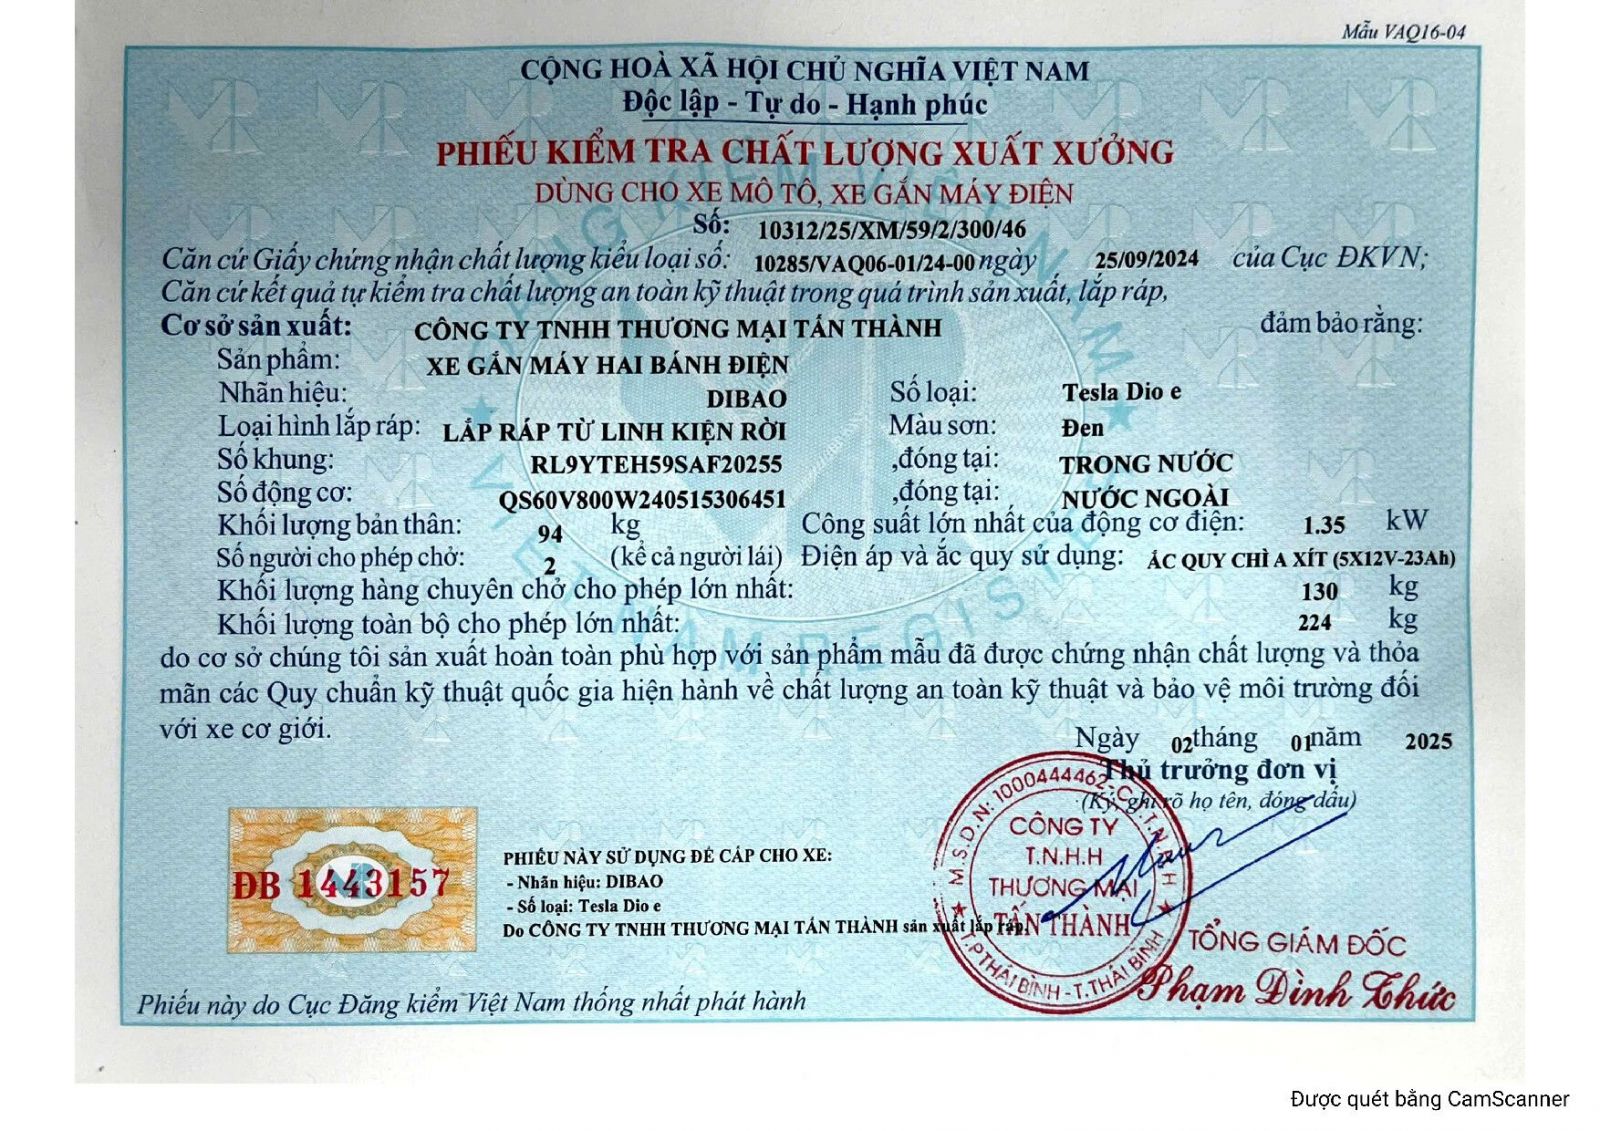 Mẫu VAQ16-04
CỘNG HOÀ XÃ HỘI CHỦ NGHĨA VIỆT NAM
Độc lập - Tự do - Hạnh phúc
PHIẾU KIỂM TRA CHẤT LƯỢNG XUẤT XƯỞNG
DÙNG CHO XE MÔ TÔ, XE GẮN MÁY ĐIỆN
Số: 10312/25/XM/59/2/300/46
Căn cứ Giấy chứng nhận chất lượng kiểu loại số: 10285/VAQ06-01/24-00 ngày 25/09/2024 của Cục ĐKVN;
Căn cứ kết quả tự kiểm tra chất lượng an toàn kỹ thuật trong quá trình sản xuất, lắp ráp,
Cơ sở sản xuất: CÔNG TY TNHH THƯƠNG MẠI TẤN THÀNH đảm bảo rằng:
Sản phẩm: XE GẮN MÁY HAI BÁNH ĐIỆN
Nhãn hiệu: DIBAO Số loại: Tesla Dio e
Loại hình lắp ráp: LẮP RÁP TỪ LINH KIỆN RỜI Màu sơn: Đen
Số khung: RL9YTEH59SAF20255 ,đóng tại: TRONG NƯỚC
Số động cơ: QS60V800W240515306451 ,đóng tại: NƯỚC NGOÀI
Khối lượng bản thân: 94 kg Công suất lớn nhất của động cơ điện: 1.35 kW
Số người cho phép chở: 2 (kể cả người lái) Điện áp và ắc quy sử dụng: ẮC QUY CHÌ A XÍT (5X12V-23Ah)
Khối lượng hàng chuyên chở cho phép lớn nhất: 130 kg
Khối lượng toàn bộ cho phép lớn nhất: 224 kg
do cơ sở chúng tôi sản xuất hoàn toàn phù hợp với sản phẩm mẫu đã được chứng nhận chất lượng và thỏa
mãn các Quy chuẩn kỹ thuật quốc gia hiện hành về chất lượng an toàn kỹ thuật và bảo vệ môi trường đối
với xe cơ giới.
Ngày 02 tháng 01 năm 2025
Thủ trưởng đơn vị
(Ký, ghi rõ họ tên, đóng dấu)
M.S.D.N: 1000444462-C.T.T.N.H.H
CÔNG TY
T.N.H.H
THƯƠNG MẠI
TẤN THÀNH
T.P THÁI BÌNH - T. THÁI BÌNH
ĐB 1443157
PHIẾU NÀY SỬ DỤNG ĐỂ CẤP CHO XE:
- Nhãn hiệu: DIBAO
- Số loại: Tesla Dio e
Do CÔNG TY TNHH THƯƠNG MẠI TẤN THÀNH sản xuất lắp ráp.
TỔNG GIÁM ĐỐC
Phạm Đình Thức
Phiếu này do Cục Đăng kiểm Việt Nam thống nhất phát hành
ĐĂNG KIỂM VIỆT NAM
VIETNAM REGISTER
Được quét bằng CamScanner